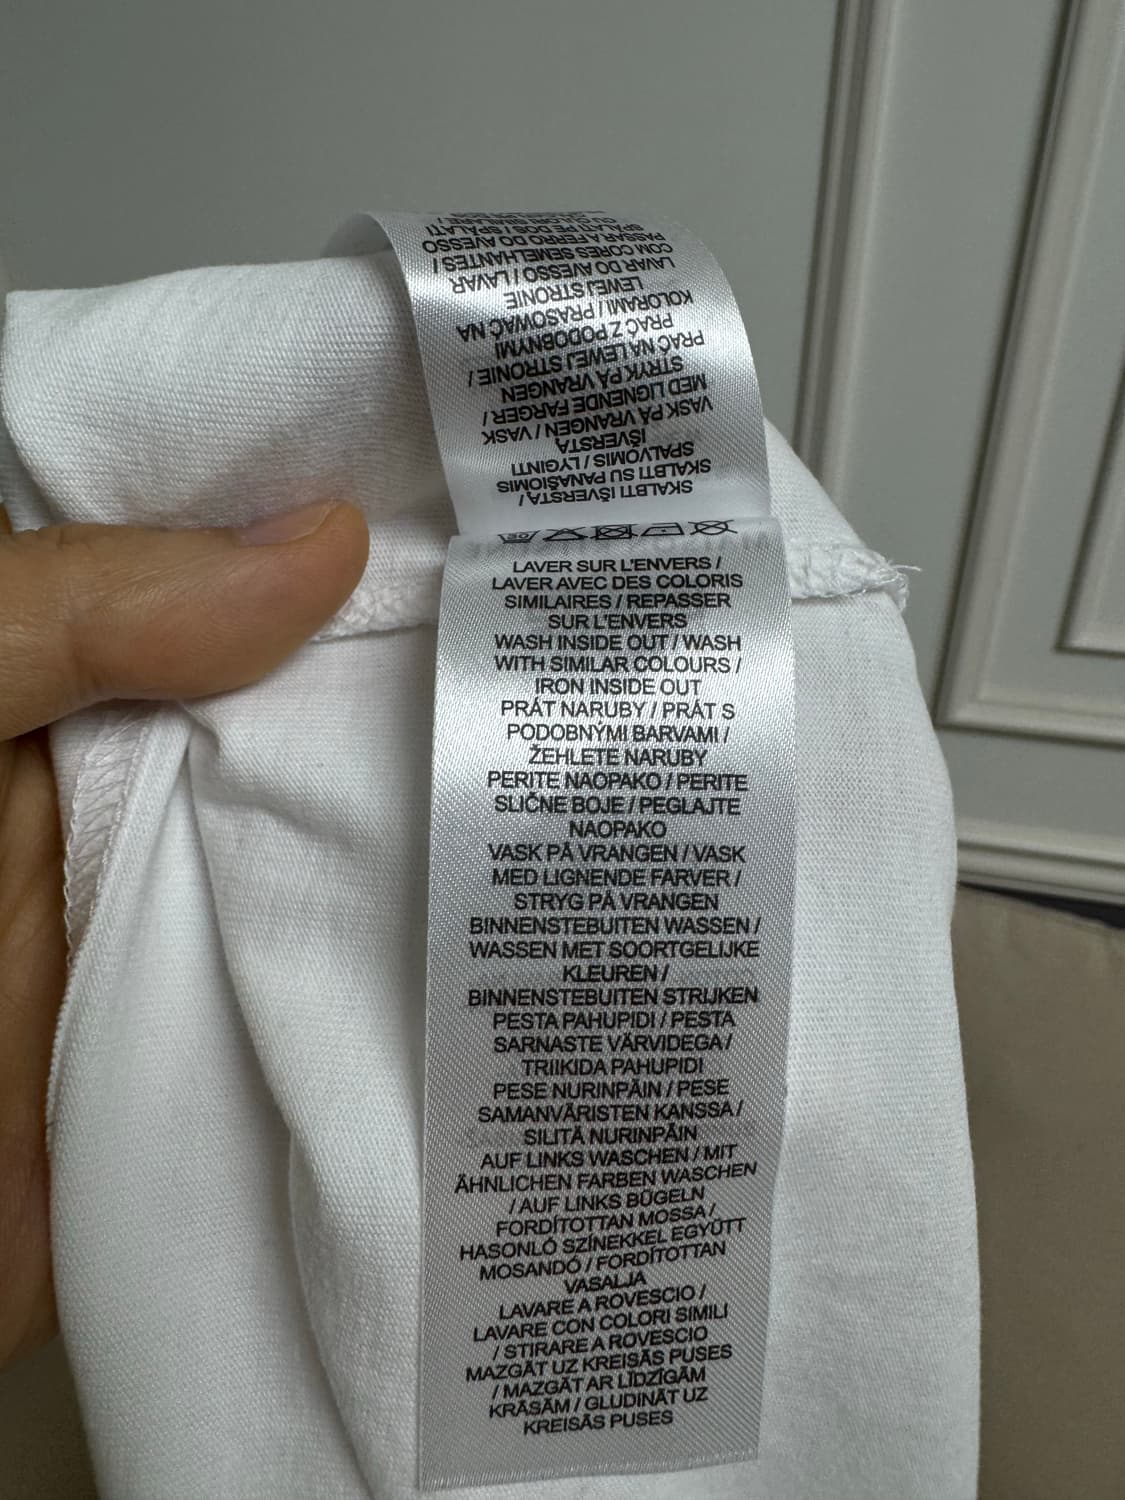 LAVER SUR L'ENVERS /
LAVER AVEC DES COLORIS
SIMILAIRES / REPASSER
SUR L'ENVERS
WASH INSIDE OUT / WASH
WITH SIMILAR COLOURS /
IRON INSIDE OUT
PRÁT NARUBY / PRÁT S
PODOBNÝMI BARVAMI /
ŽEHLETE NARUBY
PERITE NAOPAKO / PERITE
SLIČNE BOJE / PEGLAJTE
NAOPAKO
VASK PÅ VRANGEN / VASK
MED LIGNENDE FARVER /
STRYG PÅ VRANGEN
BINNENSTEBUITEN WASSEN /
WASSEN MET SOORTGELIJKE
KLEUREN /
BINNENSTEBUITEN STRIJKEN
PESTA PAHUPIDI / PESTA
SARNASTE VÄRVIDEGA /
TRIIKIDA PAHUPIDI
PESE NURINPÄIN / PESE
SAMANVÄRISTEN KANSSA /
SILITÄ NURINPÄIN
AUF LINKS WASCHEN / MIT
ÄHNLICHEN FARBEN WASCHEN
/ AUF LINKS BÜGELN
FORDÍTOTTAN MOSSA /
HASONLÓ SZÍNEKKEL EGYÜTT
MOSANDÓ / FORDÍTOTTAN
VASALJA
LAVARE A ROVESCIO /
LAVARE CON COLORI SIMILI
/ STIRARE A ROVESCIO
MAZGĀT UZ KREISĀS PUSES
/ MAZGĀT AR LĪDZĪGĀM
KRĀSĀM / GLUDINĀT UZ
KREISĀS PUSES
SKALBTI IŠVERSTĄ /
SKALBTI SU PANAŠIOMIS
SPALVOMIS / LYGINTI
IŠVERSTĄ
VASK PÅ VRANGEN / VASK
MED LIGNENDE FARGER /
STRYK PÅ VRANGEN
PRAĆ NA LEWEJ STRONIE /
PRAĆ Z PODOBNYMI
KOLORAMI / PRASOWAĆ NA
LEWEJ STRONIE
LAVAR DO AVESSO / LAVAR
COM CORES SEMELHANTES /
PASSAR A FERRO DO AVESSO
SPĂLAȚI PE DOS / SPĂLAȚI
CU CULORI SIMILARE /